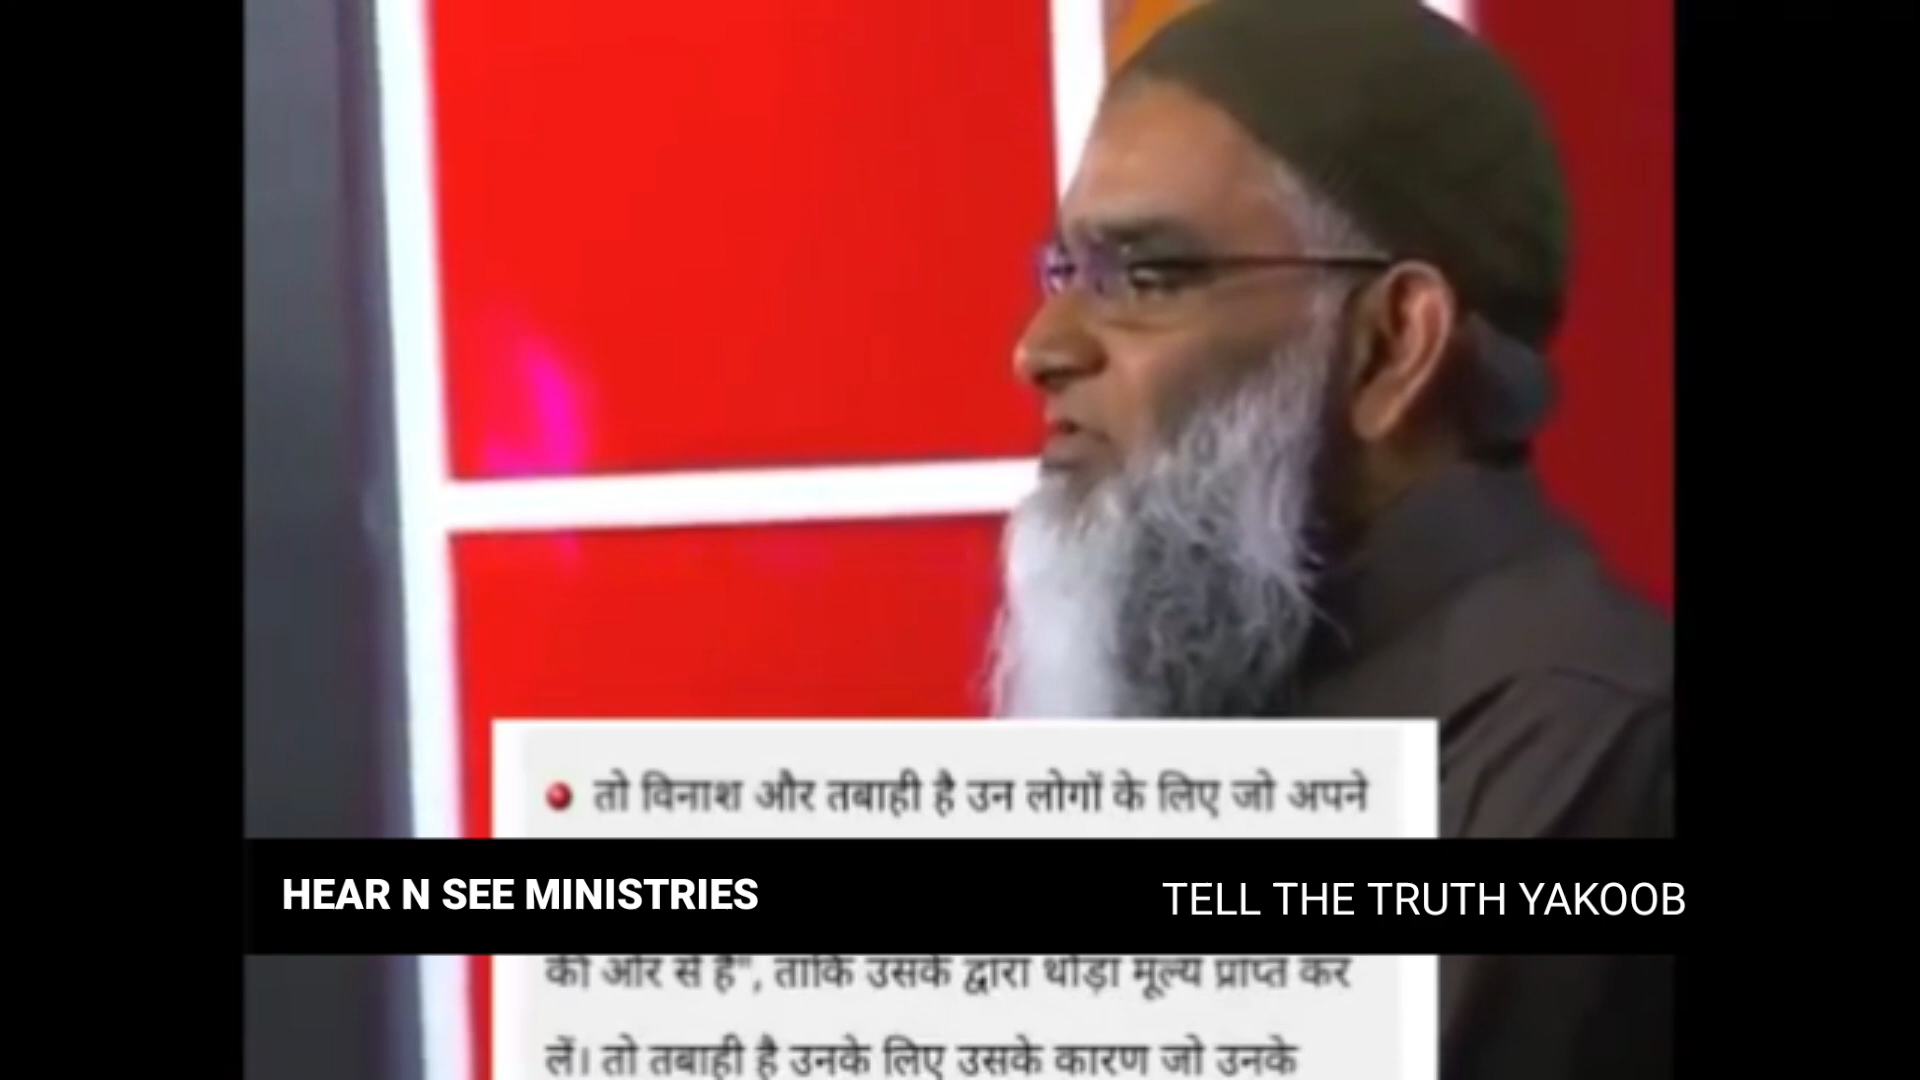 तो विनाश और तबाही है उन लोगों के लिए जो अपने
HEAR N SEE MINISTRIES
TELL THE TRUTH YAKOOB
की ओर से है", ताकि उसके द्वारा थोड़ा मूल्य प्राप्त कर
लें। तो तबाही है उनके लिए उसके कारण जो उनके